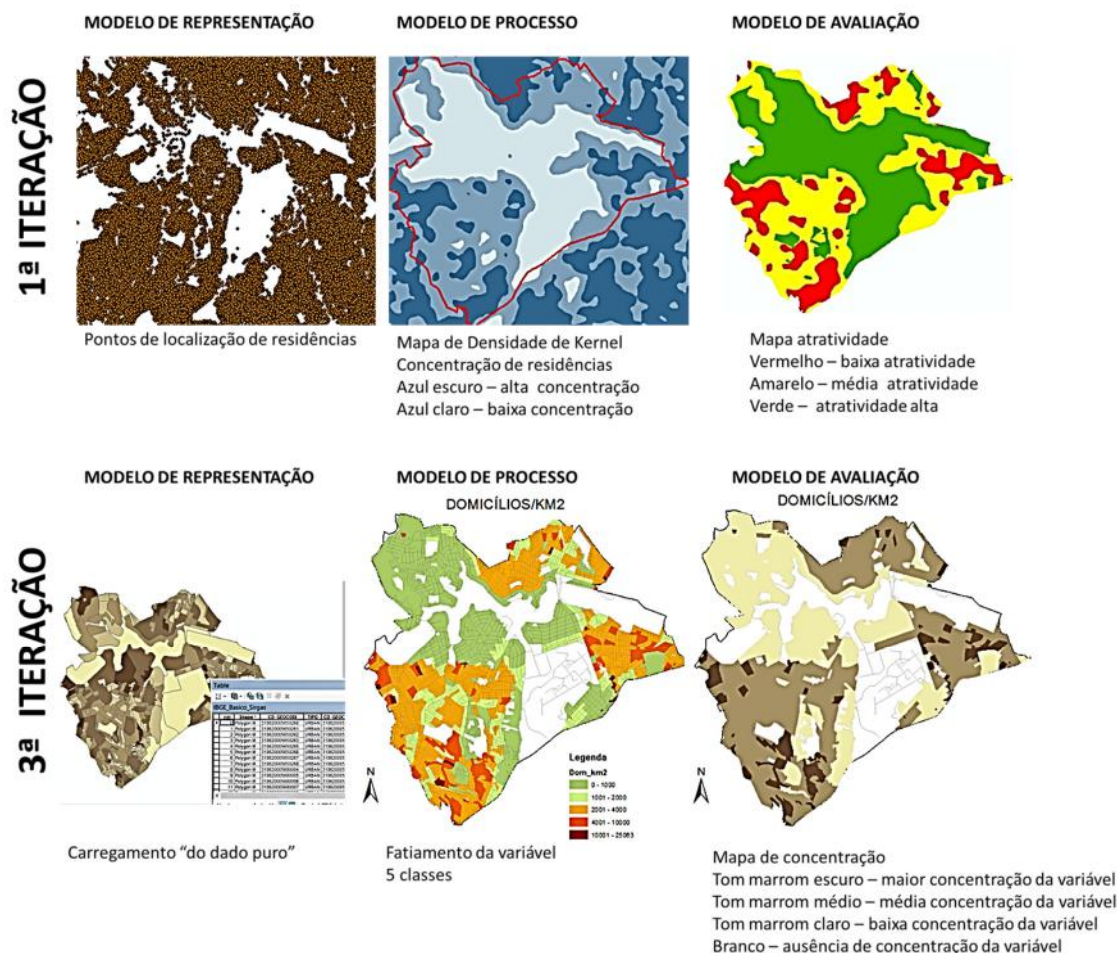 MODELO DE REPRESENTAÇÃO
MODELO DE PROCESSO
MODELO DE AVALIAÇÃO
1ª ITERAÇÃO
Pontos de localização de residências
Mapa de Densidade de Kernel
Concentração de residências
Azul escuro – alta concentração
Azul claro – baixa concentração
Mapa atratividade
Vermelho – baixa atratividade
Amarelo – média atratividade
Verde – atratividade alta
MODELO DE REPRESENTAÇÃO
MODELO DE PROCESSO
MODELO DE AVALIAÇÃO
DOMICÍLIOS/KM2
DOMICÍLIOS/KM2
3ª ITERAÇÃO
Table
IBGE_Basico_Sirgas
N
Legenda
Dom_km2
0 - 1000
1001 - 2000
2001 - 4000
4001 - 10000
10001 - 25063
N
Carregamento “do dado puro”
Fatiamento da variável
5 classes
Mapa de concentração
Tom marrom escuro – maior concentração da variável
Tom marrom médio – média concentração da variável
Tom marrom claro – baixa concentração da variável
Branco – ausência de concentração da variável